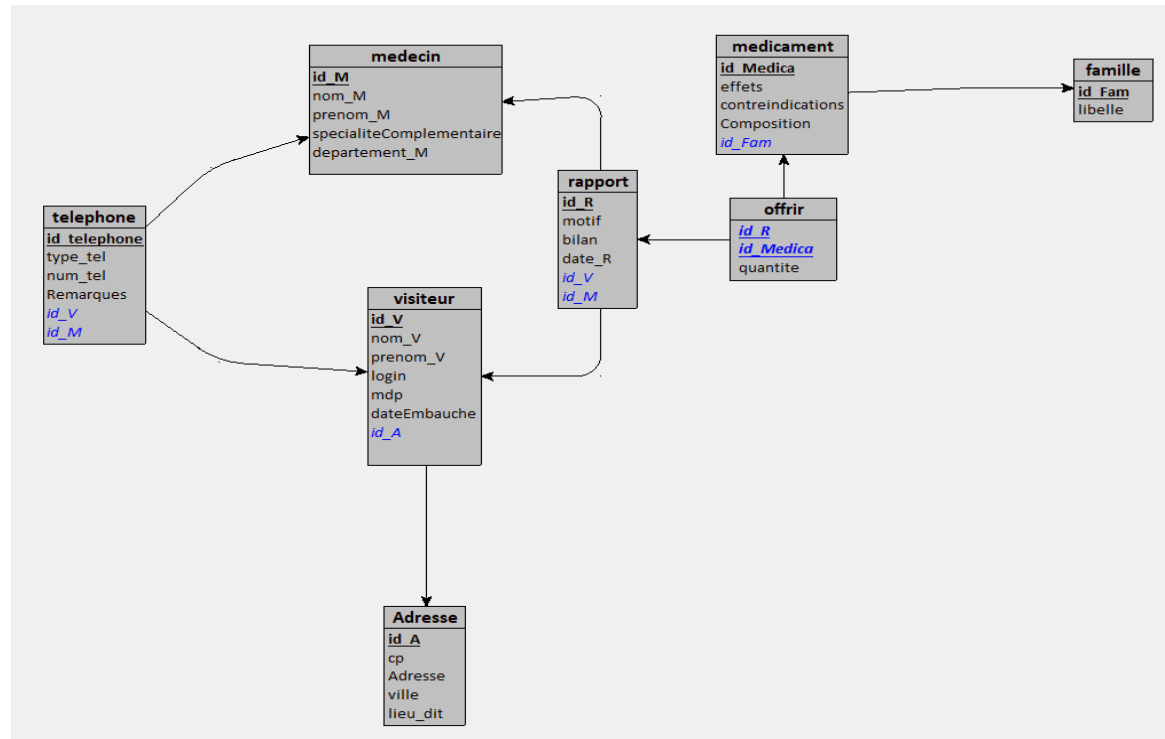 medecin
id_M
nom_M
prenom_M
specialiteComplementaire
departement_M
medicament
id_Medica
effets
contreindications
Composition
id_Fam
famille
id_Fam
libelle
rapport
id_R
motif
bilan
date_R
id_V
id_M
offrir
id_R
id_Medica
quantite
telephone
id_telephone
type_tel
num_tel
Remarques
id_V
id_M
visiteur
id_V
nom_V
prenom_V
login
mdp
dateEmbauche
id_A
Adresse
id_A
cp
Adresse
ville
lieu_dit